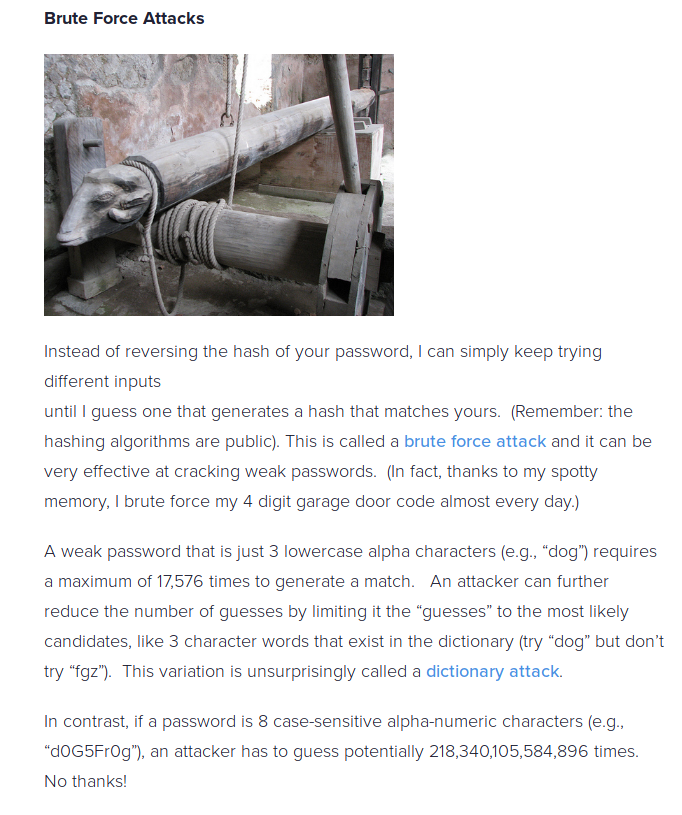 Brute Force Attacks
Instead of reversing the hash of your password, I can simply keep trying
different inputs
until I guess one that generates a hash that matches yours.  (Remember: the
hashing algorithms are public). This is called a brute force attack and it can be
very effective at cracking weak passwords.  (In fact, thanks to my spotty
memory, I brute force my 4 digit garage door code almost every day.)
A weak password that is just 3 lowercase alpha characters (e.g., “dog”) requires
a maximum of 17,576 times to generate a match.   An attacker can further
reduce the number of guesses by limiting it the “guesses” to the most likely
candidates, like 3 character words that exist in the dictionary (try “dog” but don’t
try “fgz”).  This variation is unsurprisingly called a dictionary attack.
In contrast, if a password is 8 case-sensitive alpha-numeric characters (e.g.,
“d0G5Fr0g”), an attacker has to guess potentially 218,340,105,584,896 times.
No thanks!